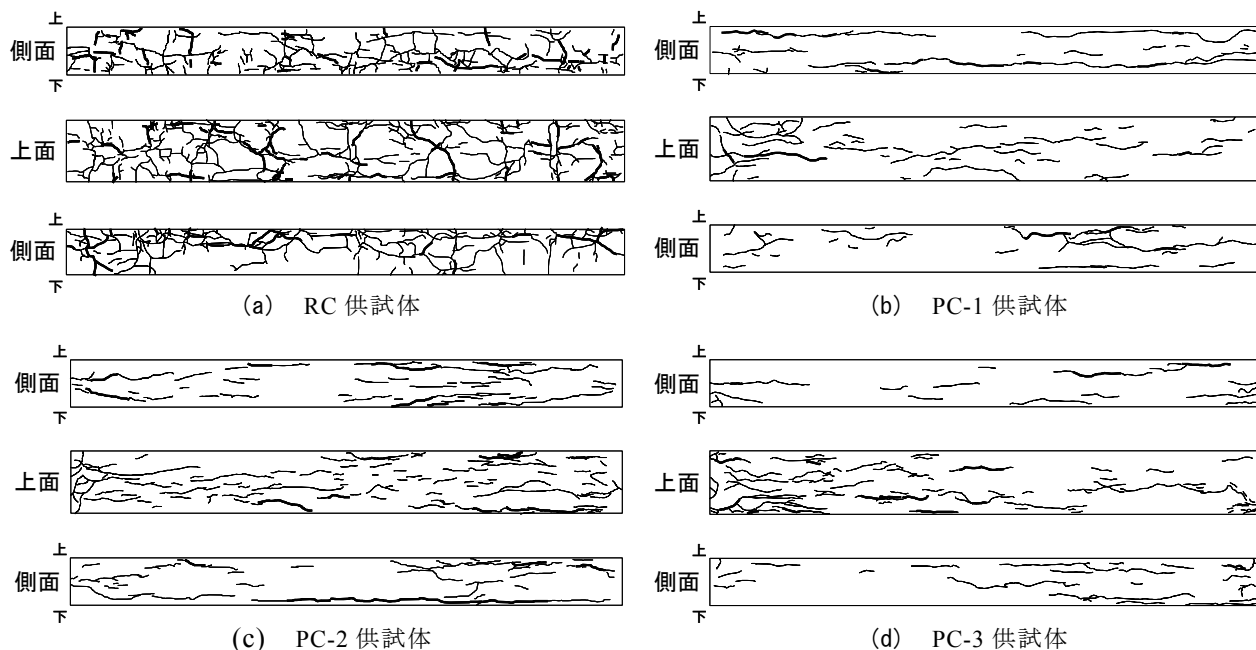 上
側面
下
上面
上
側面
下
(a) RC 供試体
上
側面
下
上面
上
側面
下
(b) PC-1 供試体
上
側面
下
上面
上
側面
下
(c) PC-2 供試体
上
側面
下
上面
上
側面
下
(d) PC-3 供試体